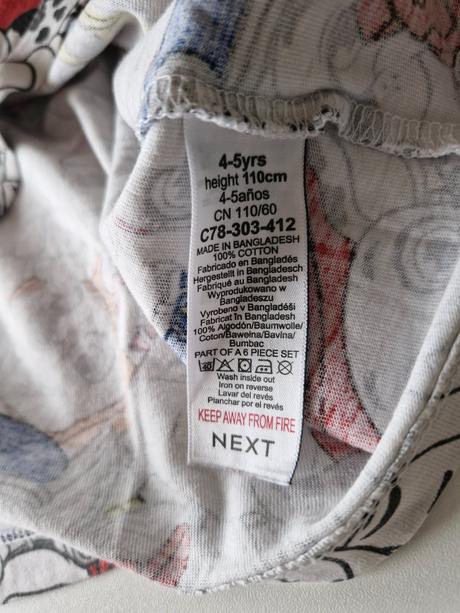 4-5yrs
height 110cm
4-5años
CN 110/60
C78-303-412
MADE IN BANGLADESH
100% COTTON
Fabricado en Bangladés
Hergestellt in Bangladesch
Fabriqué au Bangladesh
Wyprodukowano w
Bangladeszu
Vyrobeno v Bangladéši
Fabricat în Bangladesh
100% Algodón/Baumwolle/
Coton/Bawełna/Bavlna/
Bumbac
PART OF A 6 PIECE SET
40
Wash inside out
Iron on reverse
Lavar del revés
Planchar por el revés
KEEP AWAY FROM FIRE
NEXT